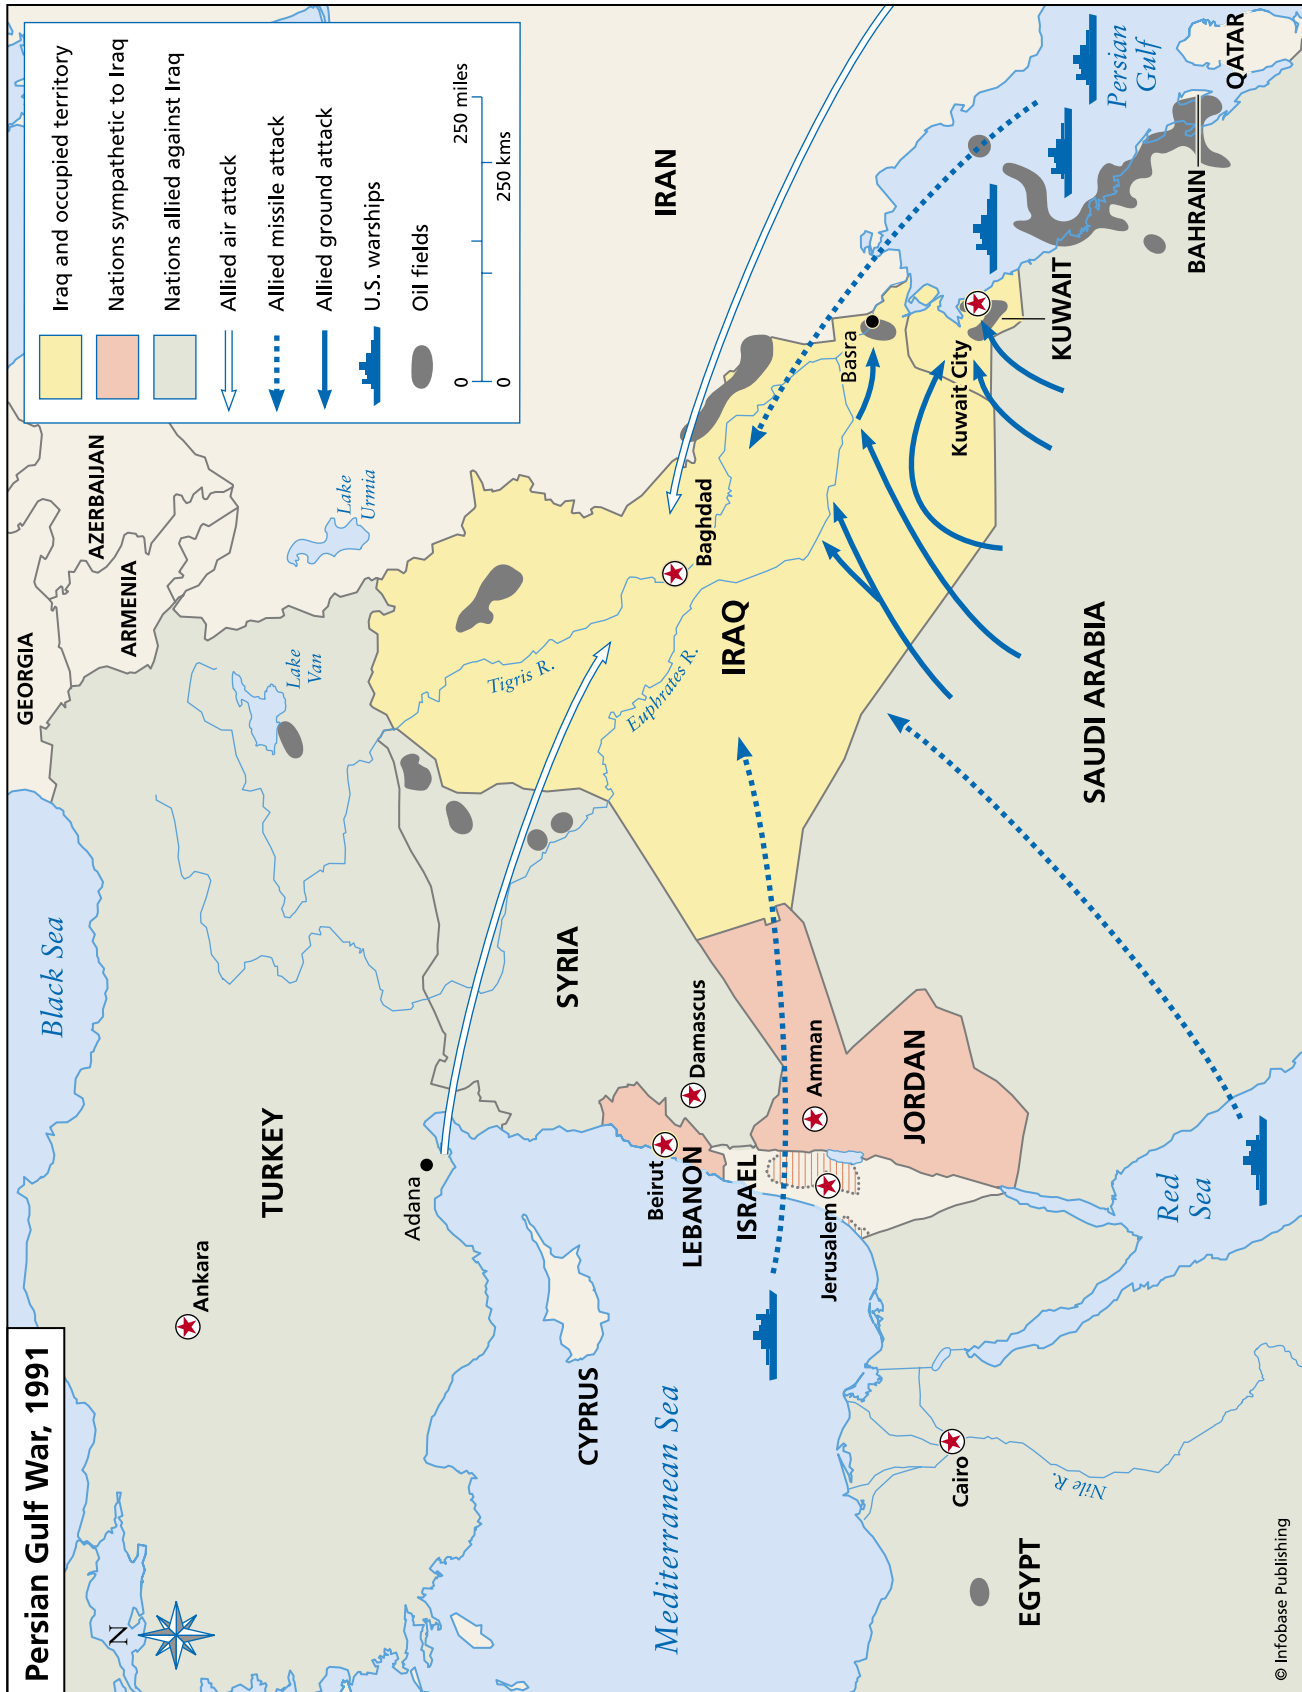 Persian Gulf War, 1991
N
Iraq and occupied territory
Nations sympathetic to Iraq
Nations allied against Iraq
Allied air attack
Allied missile attack
Allied ground attack
U.S. warships
Oil fields
0
250 miles
0
250 kms
Black Sea
GEORGIA
ARMENIA
AZERBAIJAN
Ankara
TURKEY
Lake
Van
Lake
Urmia
Adana
Tigris R.
Euphrates R.
CYPRUS
SYRIA
Mediterranean Sea
Beirut
LEBANON
Damascus
ISRAEL
Jerusalem
Amman
JORDAN
IRAQ
Baghdad
IRAN
Basra
Kuwait City
KUWAIT
Persian
Gulf
BAHRAIN
QATAR
SAUDI ARABIA
Cairo
Nile R.
EGYPT
Red
Sea
© Infobase Publishing